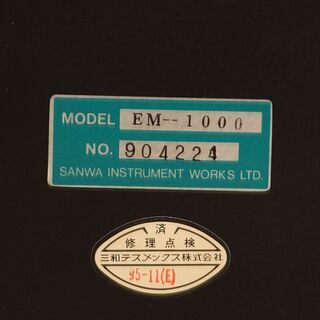 MODEL EM--1000
NO. 904224
SANWA INSTRUMENT WORKS LTD.
済
修理点検
三和テスメックス株式会社
95-11(E)